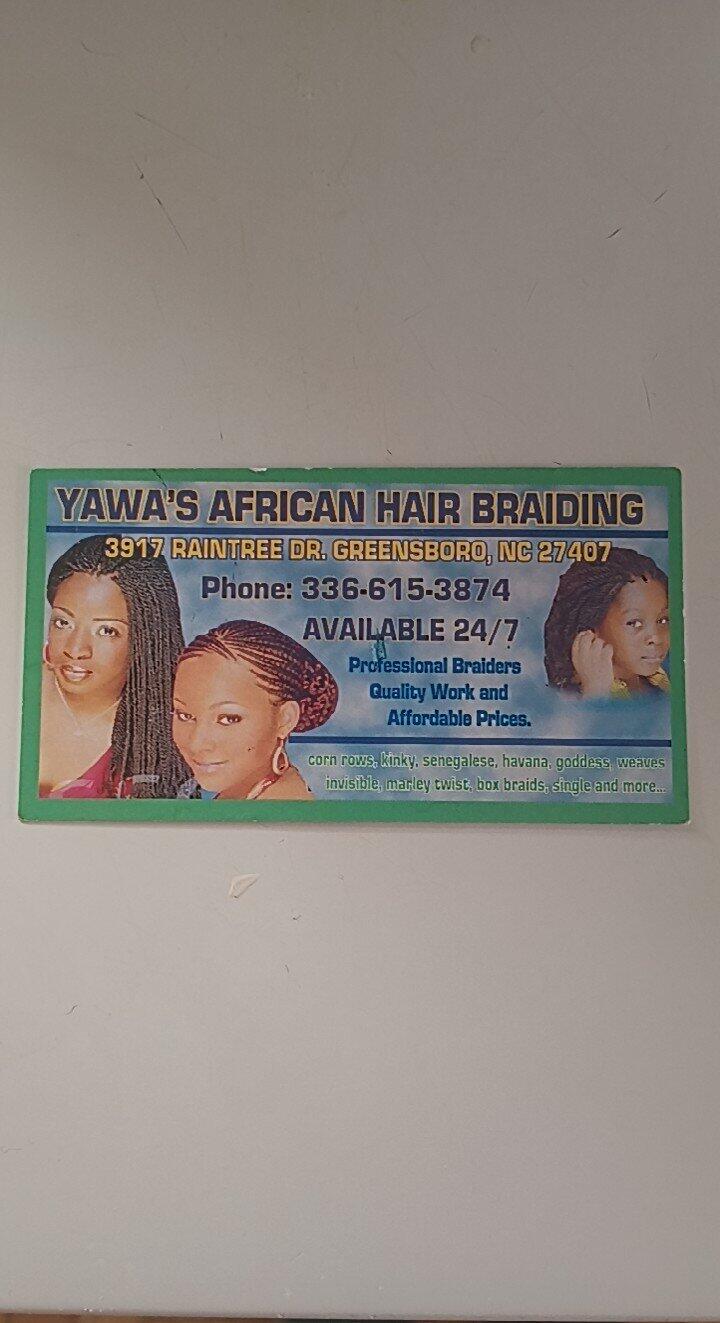 YAWA'S AFRICAN HAIR BRAIDING
3917 RAINTREE DR. GREENSBORO, NC 27407
Phone: 336-615-3874
AVAILABLE 24/7
Professional Braiders
Quality Work and
Affordable Prices.
corn rows, kinky, senegalese, havana, goddess, weaves
invisible, marley twist, box braids, single and more...